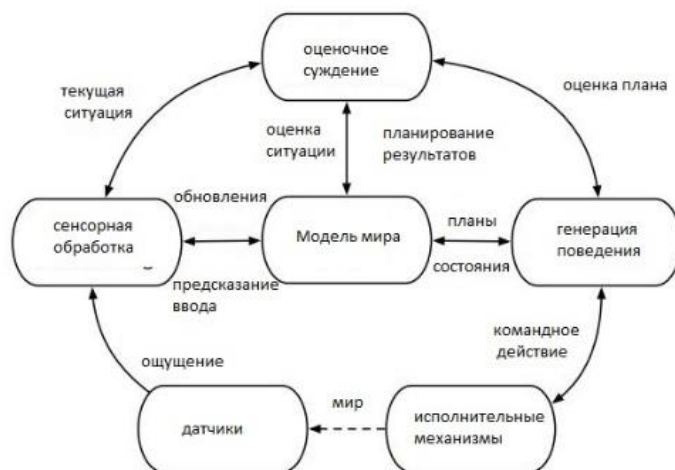 оценочное
суждение
текущая
ситуация
оценка плана
оценка
ситуации
планирование
результатов
обновления
сенсорная
обработка
Модель мира
планы
генерация
поведения
состояния
предсказание
ввода
командное
действие
ощущение
датчики
мир
исполнительные
механизмы